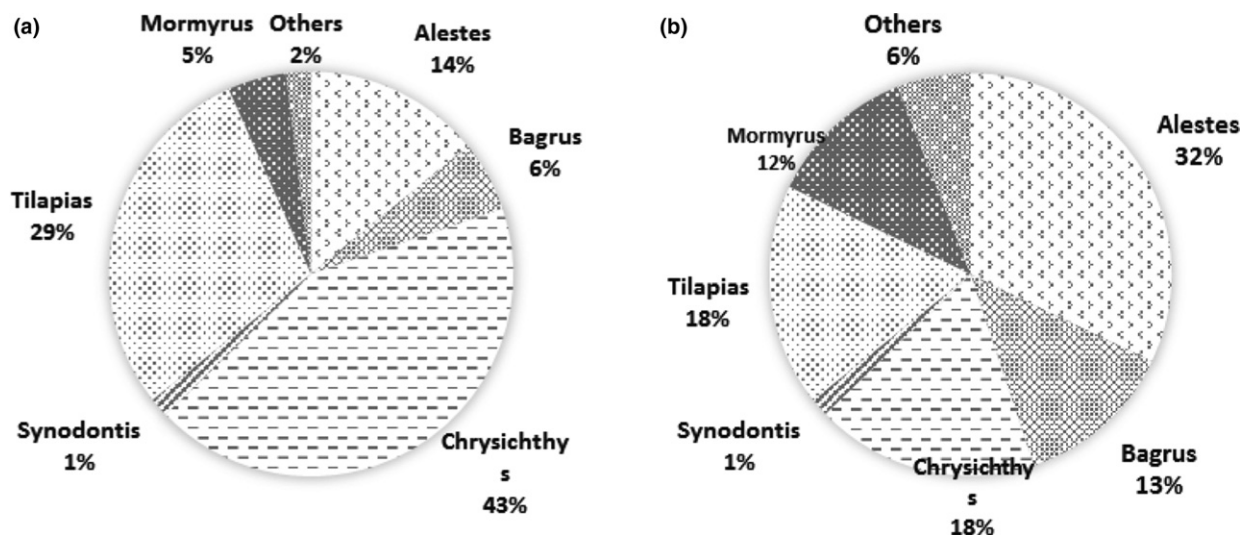 (a)
Mormyrus
5%
Others
2%
Alestes
14%
Bagrus
6%
Tilapias
29%
Synodontis
1%
Chrysichthy
s
43%
(b)
Others
6%
Alestes
32%
Mormyrus
12%
Tilapias
18%
Synodontis
1%
Chrysichthy
s
18%
Bagrus
13%